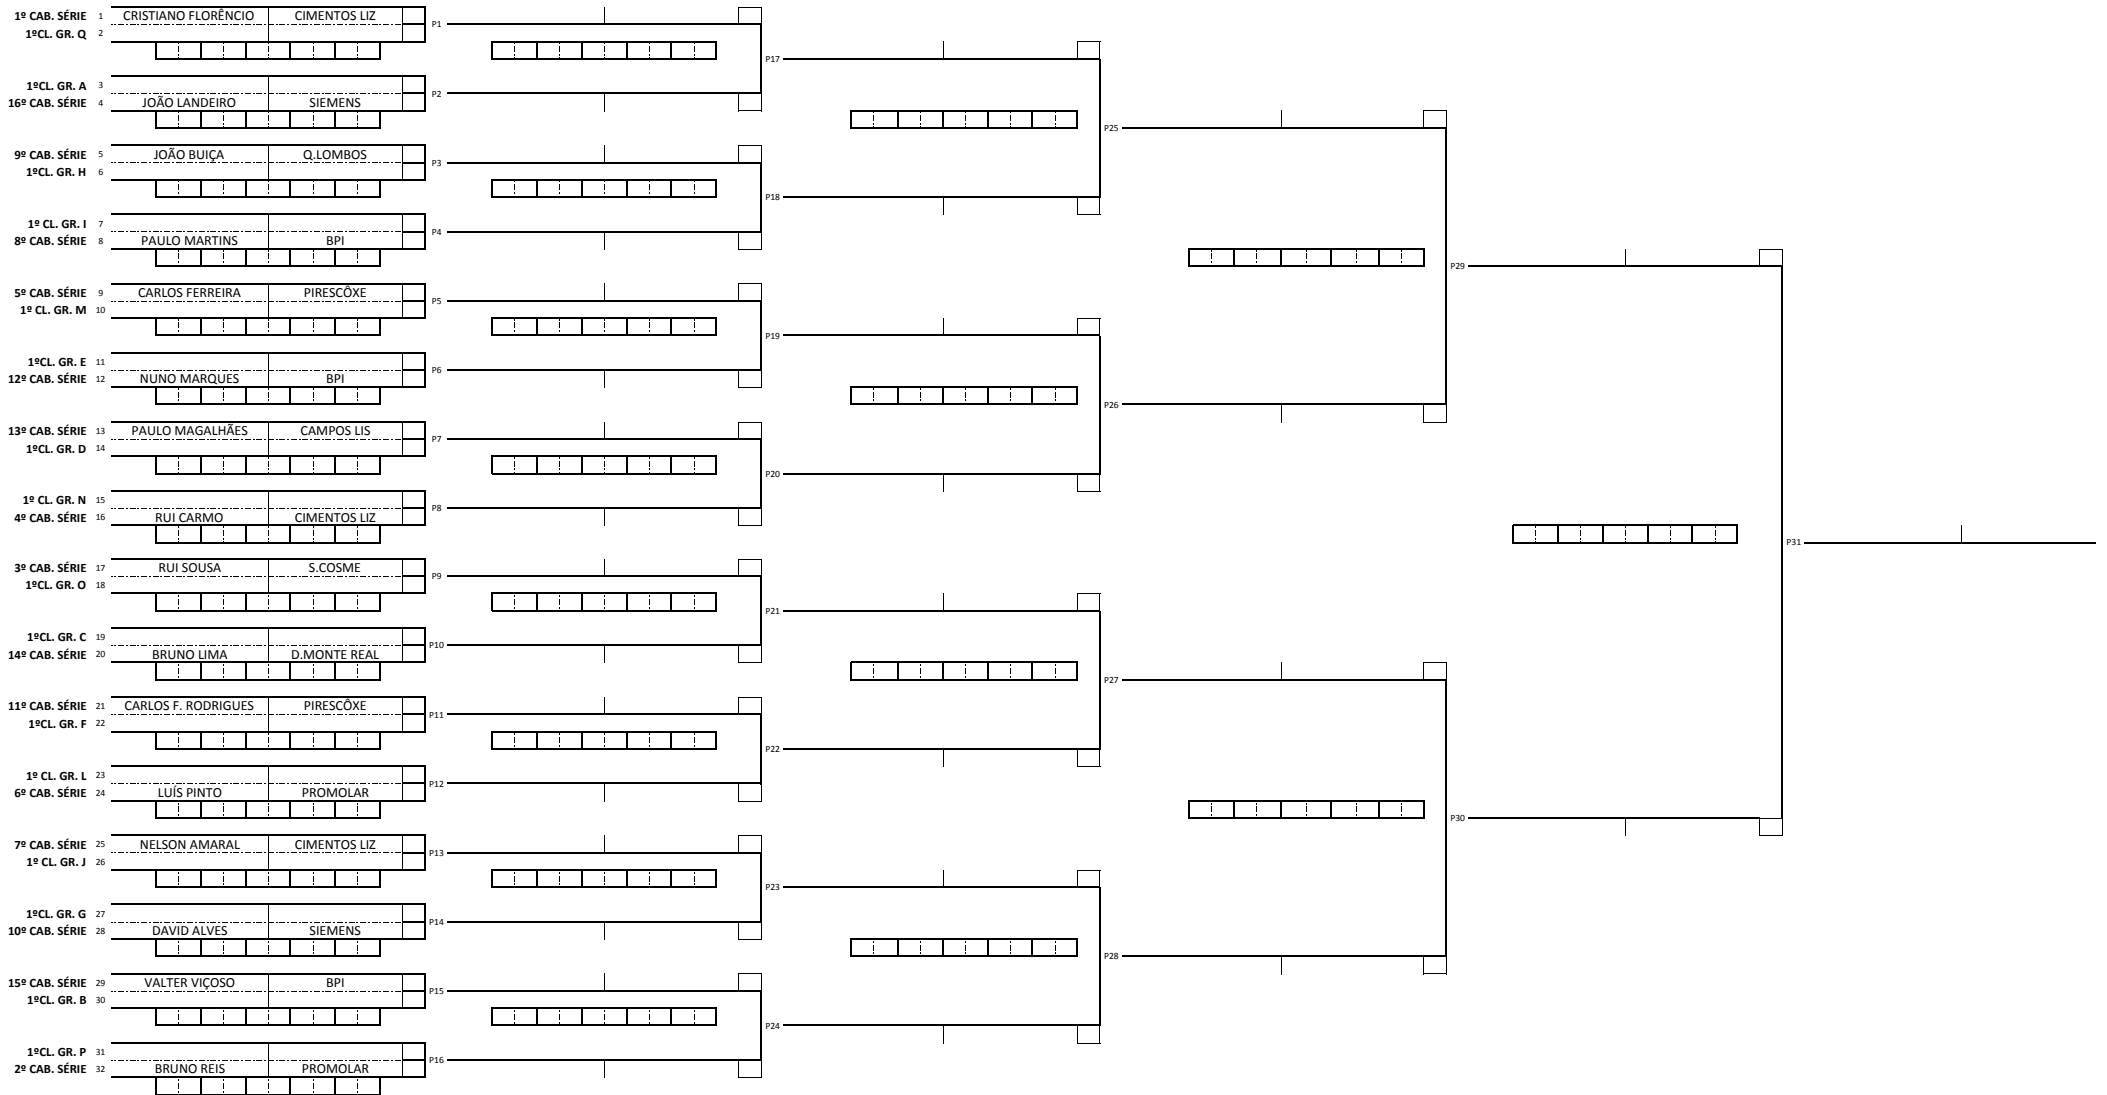 1º CAB. SÉRIE 1 CRISTIANO FLORÊNCIO CIMENTOS LIZ
P1
1ºCL. GR. Q 2
P17
1ºCL. GR. A 3
P2
16º CAB. SÉRIE 4 JOÃO LANDEIRO SIEMENS
P25
9º CAB. SÉRIE 5 JOÃO BUIÇA Q.LOMBOS
P3
1ºCL. GR. H 6
P18
1º CL. GR. I 7
P4
8º CAB. SÉRIE 8 PAULO MARTINS BPI
P29
5º CAB. SÉRIE 9 CARLOS FERREIRA PIRESCÔXE
P5
1º CL. GR. M 10
P19
1ºCL. GR. E 11
P6
12º CAB. SÉRIE 12 NUNO MARQUES BPI
P26
13º CAB. SÉRIE 13 PAULO MAGALHÃES CAMPOS LIS
P7
1ºCL. GR. D 14
P20
1º CL. GR. N 15
P8
4º CAB. SÉRIE 16 RUI CARMO CIMENTOS LIZ
P31
3º CAB. SÉRIE 17 RUI SOUSA S.COSME
P9
1ºCL. GR. O 18
P21
1ºCL. GR. C 19
P10
14º CAB. SÉRIE 20 BRUNO LIMA D.MONTE REAL
P27
11º CAB. SÉRIE 21 CARLOS F. RODRIGUES PIRESCÔXE
P11
1ºCL. GR. F 22
P22
1º CL. GR. L 23
P12
6º CAB. SÉRIE 24 LUÍS PINTO PROMOLAR
P30
7º CAB. SÉRIE 25 NELSON AMARAL CIMENTOS LIZ
P13
1º CL. GR. J 26
P23
1ºCL. GR. G 27
P14
10º CAB. SÉRIE 28 DAVID ALVES SIEMENS
P28
15º CAB. SÉRIE 29 VALTER VIÇOSO BPI
P15
1ºCL. GR. B 30
P24
1ºCL. GR. P 31
P16
2º CAB. SÉRIE 32 BRUNO REIS PROMOLAR